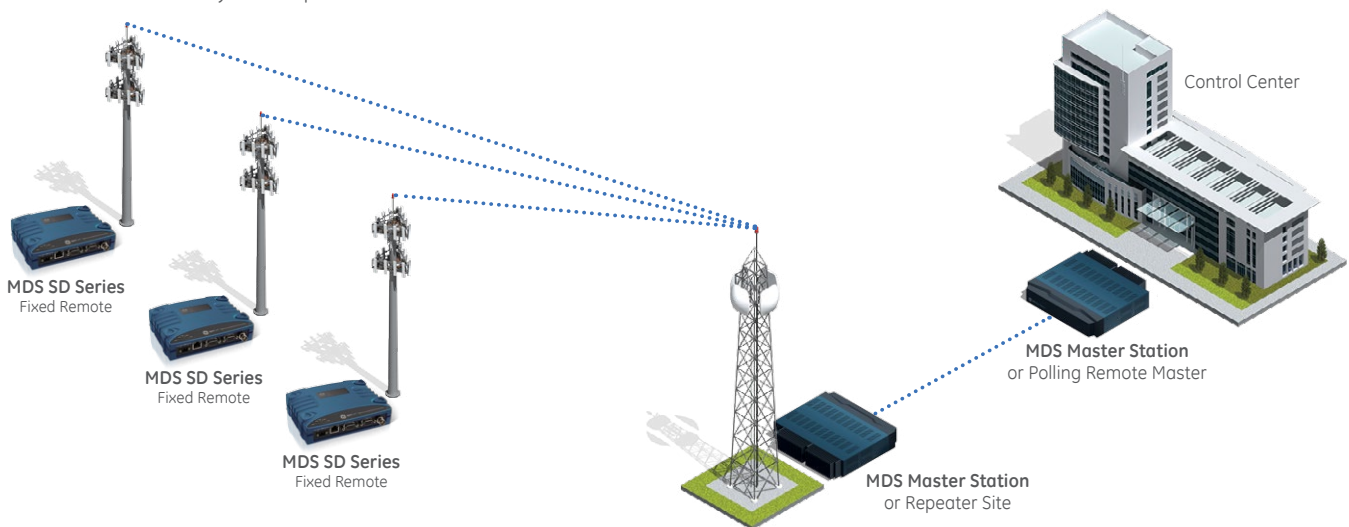 Control Center
MDS SD Series
Fixed Remote
MDS SD Series
Fixed Remote
MDS SD Series
Fixed Remote
MDS Master Station
or Polling Remote Master
MDS Master Station
or Repeater Site